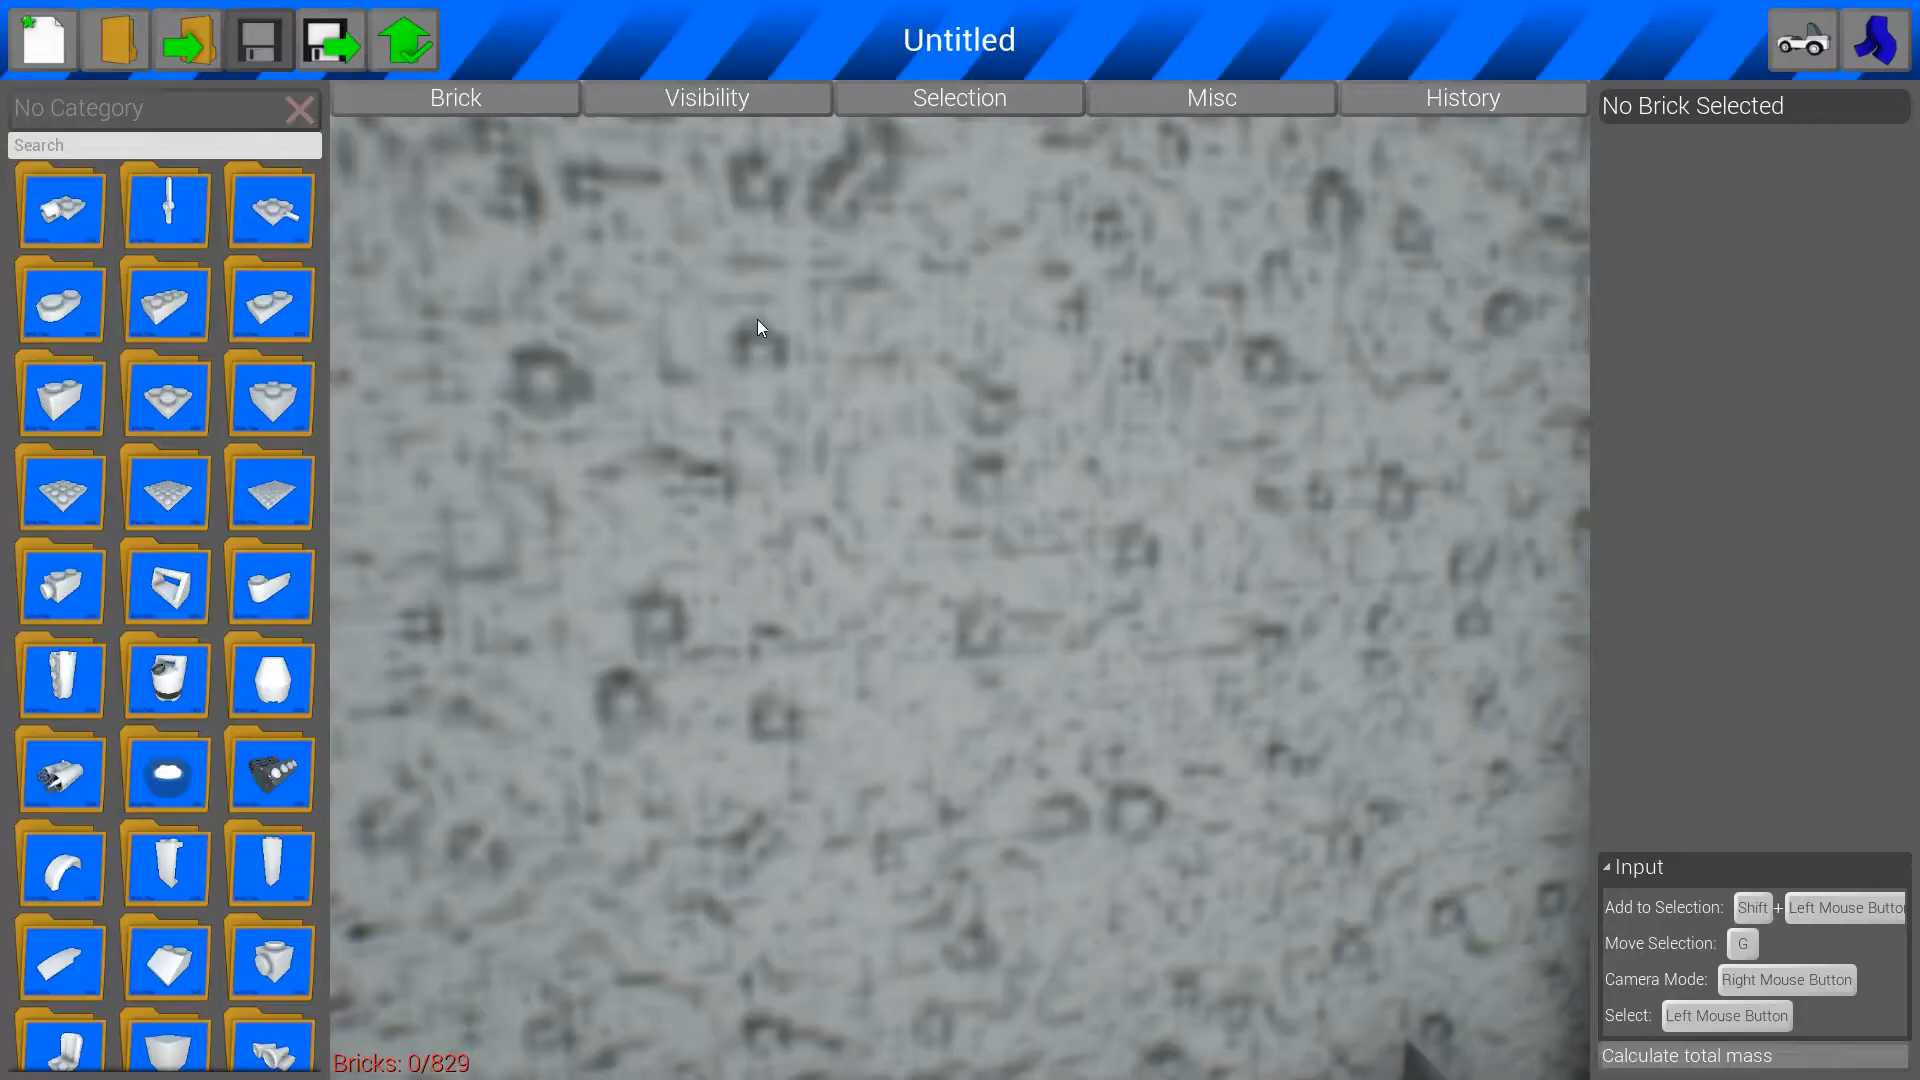 Untitled
No Category
Search
Brick
Visibility
Selection
Misc
History
No Brick Selected
Input
Add to Selection: Shift + Left Mouse Butto
Move Selection: G
Camera Mode: Right Mouse Button
Select: Left Mouse Button
Calculate total mass
Bricks: 0/829